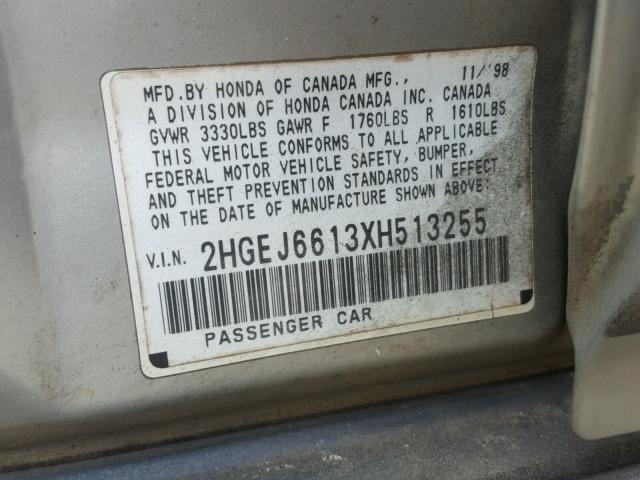 MFD.BY HONDA OF CANADA MFG., 11/'98
A DIVISION OF HONDA CANADA INC. CANADA
GVWR 3330LBS GAWR F 1760LBS R 1610LBS
THIS VEHICLE CONFORMS TO ALL APPLICABLE
FEDERAL MOTOR VEHICLE SAFETY, BUMPER,
AND THEFT PREVENTION STANDARDS IN EFFECT
ON THE DATE OF MANUFACTURE SHOWN ABOVE.
V.I.N. 2HGEJ6613XH513255
PASSENGER CAR